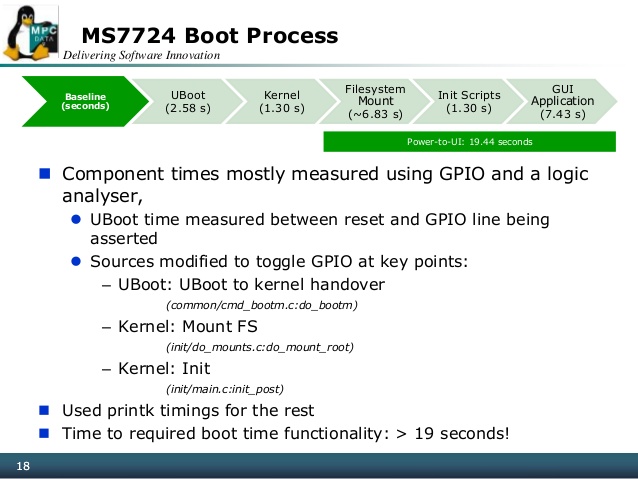 MPC
DATA
MS7724 Boot Process
Delivering Software Innovation
Baseline
(seconds)
UBoot
(2.58 s)
Kernel
(1.30 s)
Filesystem
Mount
(~6.83 s)
Init Scripts
(1.30 s)
GUI
Application
(7.43 s)
Power-to-UI: 19.44 seconds
Component times mostly measured using GPIO and a logic
analyser,
UBoot time measured between reset and GPIO line being
asserted
Sources modified to toggle GPIO at key points:
– UBoot: UBoot to kernel handover
(common/cmd_bootm.c:do_bootm)
– Kernel: Mount FS
(init/do_mounts.c:do_mount_root)
– Kernel: Init
(init/main.c:init_post)
Used printk timings for the rest
Time to required boot time functionality: > 19 seconds!
18